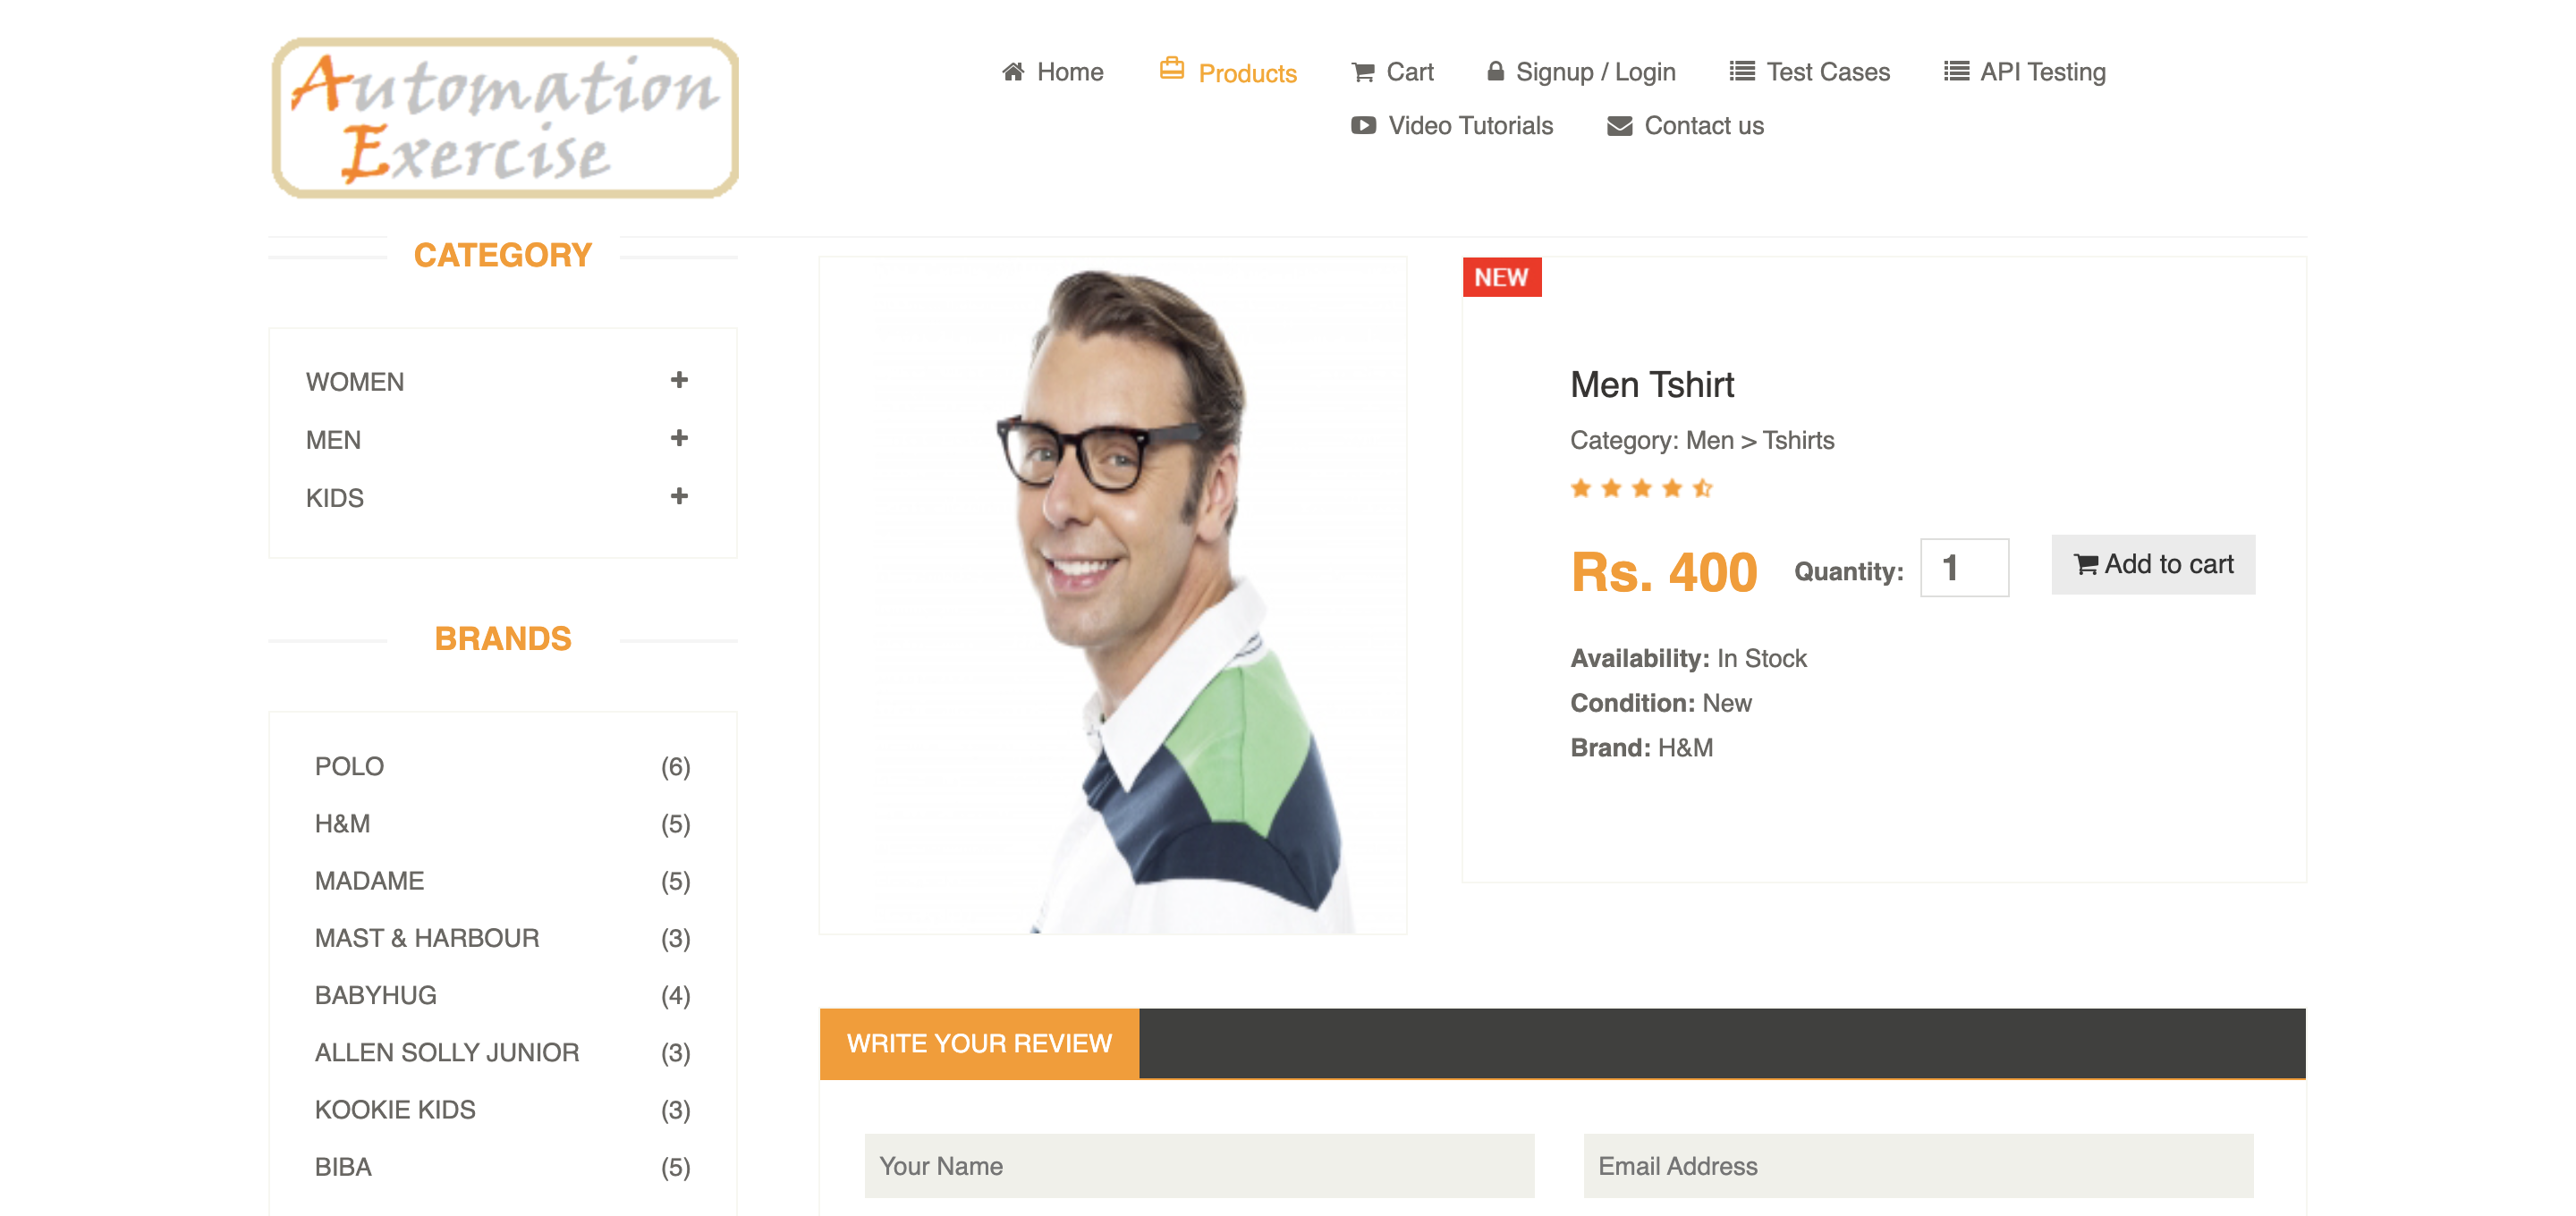 Automation
Exercise
Home
Products
Cart
Signup / Login
Test Cases
API Testing
Video Tutorials
Contact us
CATEGORY
WOMEN
MEN
KIDS
BRANDS
POLO (6)
H&M (5)
MADAME (5)
MAST & HARBOUR (3)
BABYHUG (4)
ALLEN SOLLY JUNIOR (3)
KOOKIE KIDS (3)
BIBA (5)
NEW
Men Tshirt
Category: Men > Tshirts
Rs. 400 Quantity: 1 Add to cart
Availability: In Stock
Condition: New
Brand: H&M
WRITE YOUR REVIEW
Your Name
Email Address